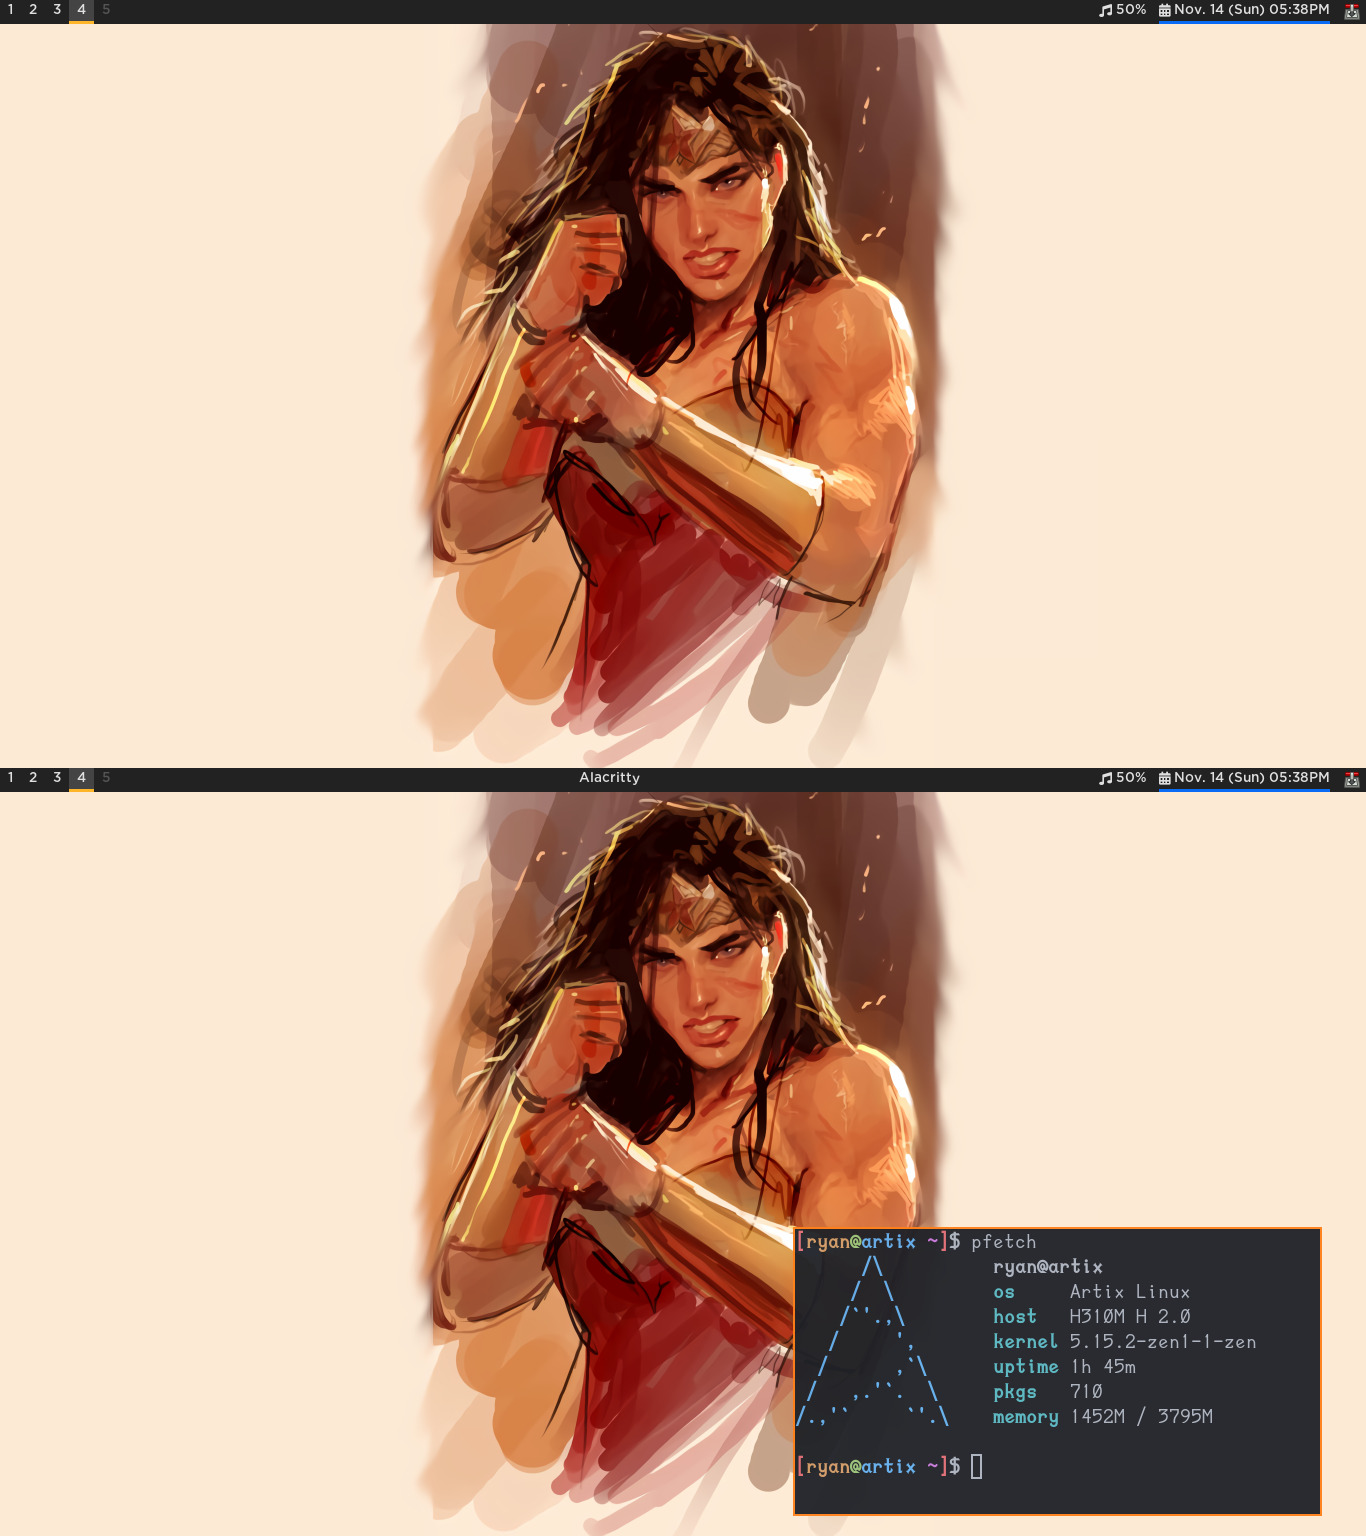 1 2 3 4 5 50% Nov. 14 (Sun) 05:38PM
1 2 3 4 5 Alacritty 50% Nov. 14 (Sun) 05:38PM
[ryan@artix ~]$ pfetch
ryan@artix
os Artix Linux
host H310M H 2.0
kernel 5.15.2-zen1-1-zen
uptime 1h 45m
pkgs 710
memory 1452M / 3795M
[ryan@artix ~]$